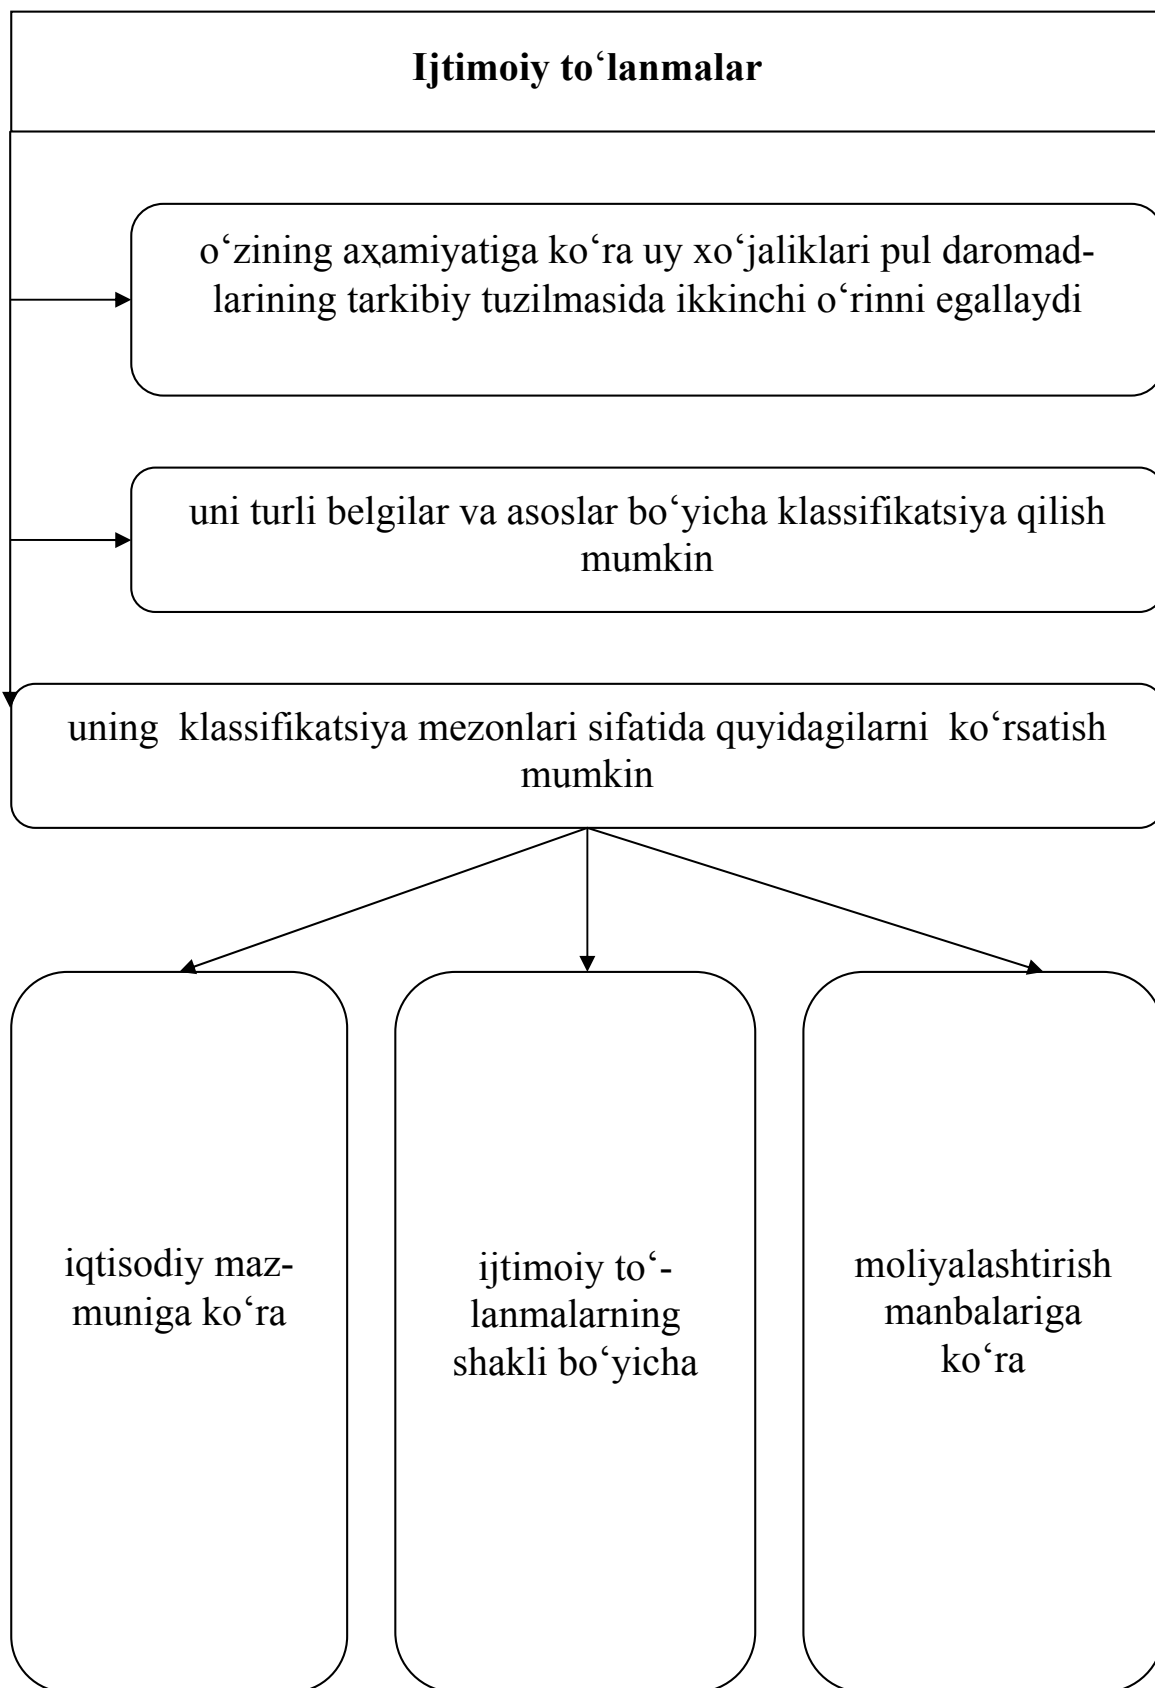 Ijtimoiy to‘lanmalar
o‘zining aҳamiyatiga ko‘ra uy xo‘jaliklari pul daromad-
larining tarkibiy tuzilmasida ikkinchi o‘rinni egallaydi
uni turli belgilar va asoslar bo‘yicha klassifikatsiya qilish
mumkin
uning klassifikatsiya mezonlari sifatida quyidagilarni ko‘rsatish
mumkin
iqtisodiy maz-
muniga ko‘ra
ijtimoiy to‘-
lanmalarning
shakli bo‘yicha
moliyalashtirish
manbalariga
ko‘ra